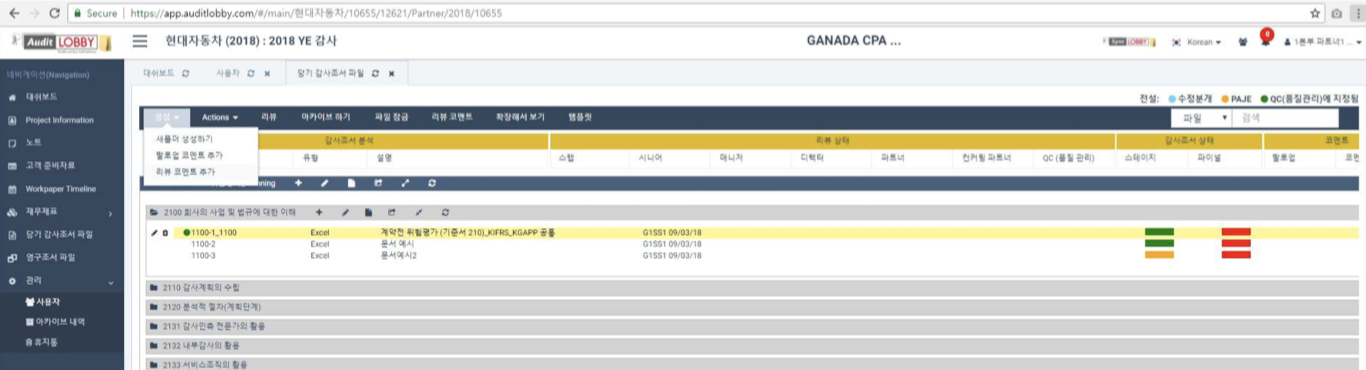 Secure https://app.auditlobby.com/#/main/현대자동차/10655/12621/Partner/2018/10655
Audit LOBBY 현대자동차 (2018) : 2018 YE 감사 GANADA CPA ... Korean 9 1본부 파트너1 ...
네비게이션(Navigation)
대쉬보드 사용자 당기 감사조서 파일
대쉬보드
Project Information
노트
고객 준비자료
Workpaper Timeline
재무제표
당기 감사조서 파일
영구조서 파일
관리
사용자
아카이브 내역
휴지통
전설: 수정분개 PAJE QC(품질관리)에 지정됨
생성 Actions 리뷰 아카이브 하기 파일 잠금 리뷰 코멘트 확장해서 보기 템플릿 파일 검색
새폴더 생성하기
팔로업 코멘트 추가
리뷰 코멘트 추가
감사조서 분석 리뷰 상태 감사조서 상태 코멘트
유형 설명 스탭 시니어 매니저 디렉터 파트너 컨커링 파트너 QC (품질 관리) 스테이지 파이널 팔로업
2100 회사의 사업 및 법규에 대한 이해
1100-1_1100 Excel 계약전 위험평가 (기준서 210)_KIFRS_KGAPP 공통 G1SS1 09/03/18
1100-2 Excel 문서 예시 G1SS1 09/03/18
1100-3 Excel 문서예시2 G1SS1 09/03/18
2110 감사계획의 수립
2120 분석적 절차(계획단계)
2131 감사인측 전문가의 활용
2132 내부감사의 활용
2133 서비스조직의 활용